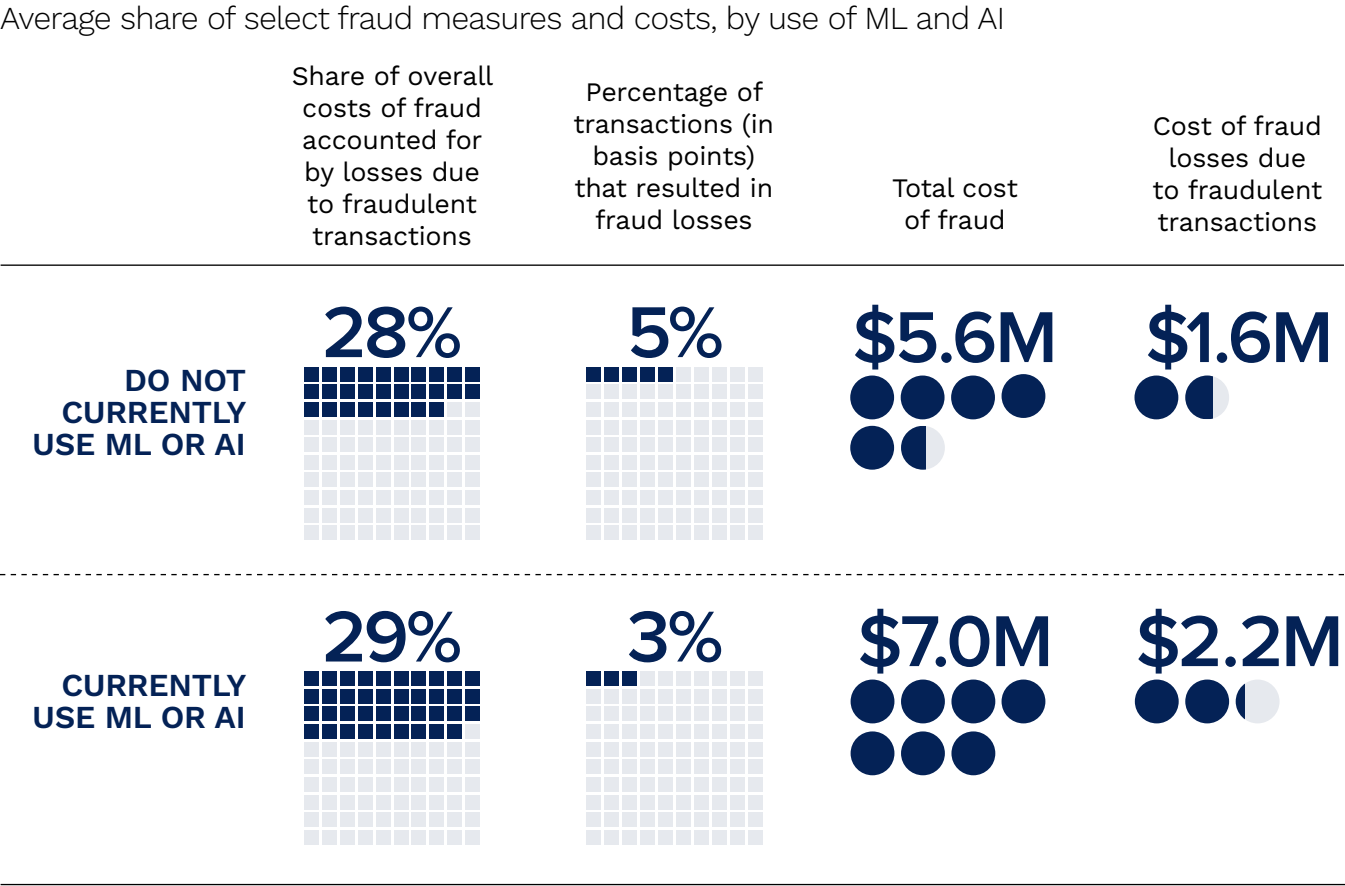 Average share of select fraud measures and costs, by use of ML and AI
Share of overall
costs of fraud
accounted for
by losses due
to fraudulent
transactions
Percentage of
transactions (in
basis points)
that resulted in
fraud losses
Total cost
of fraud
Cost of fraud
losses due
to fraudulent
transactions
DO NOT
CURRENTLY
USE ML OR AI
28%
5%
$5.6M
$1.6M
CURRENTLY
USE ML OR AI
29%
3%
$7.0M
$2.2M